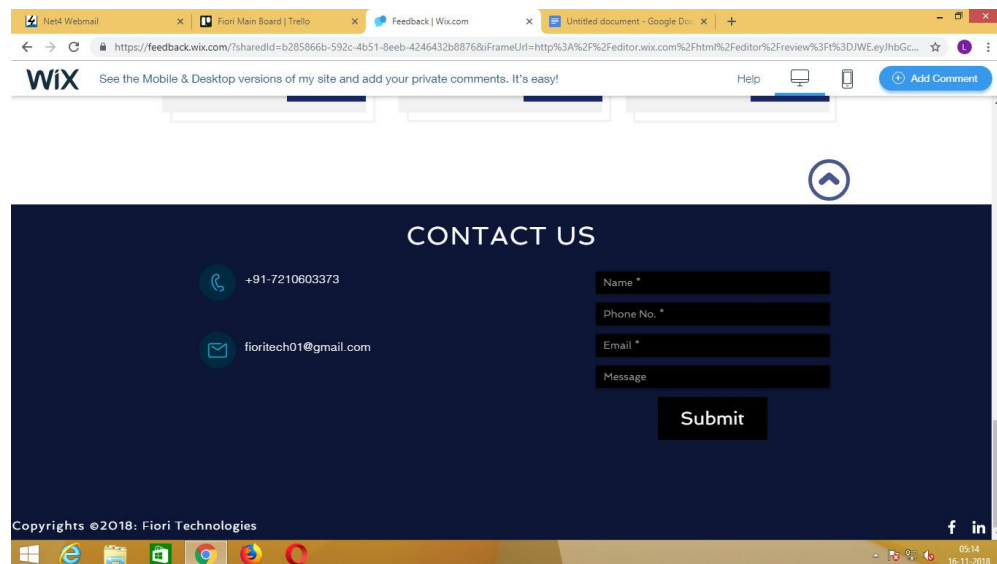 Net4 Webmail
Fiori Main Board | Trello
Feedback | Wix.com
Untitled document - Google Doc
https://feedback.wix.com/?sharedId=b285866b-592c-4b51-8eeb-4246432b8876&iFrameUrl=http%3A%2F%2Feditor.wix.com%2Fhtml%2Feditor%2Freview%3Ft%3DJWE.eyJhbGc...
L
WiX
See the Mobile & Desktop versions of my site and add your private comments. It's easy!
Help
Add Comment
CONTACT US
+91-7210603373
fioritech01@gmail.com
Name *
Phone No. *
Email *
Message
Submit
Copyrights ©2018: Fiori Technologies
f in
05:14
16-11-2018